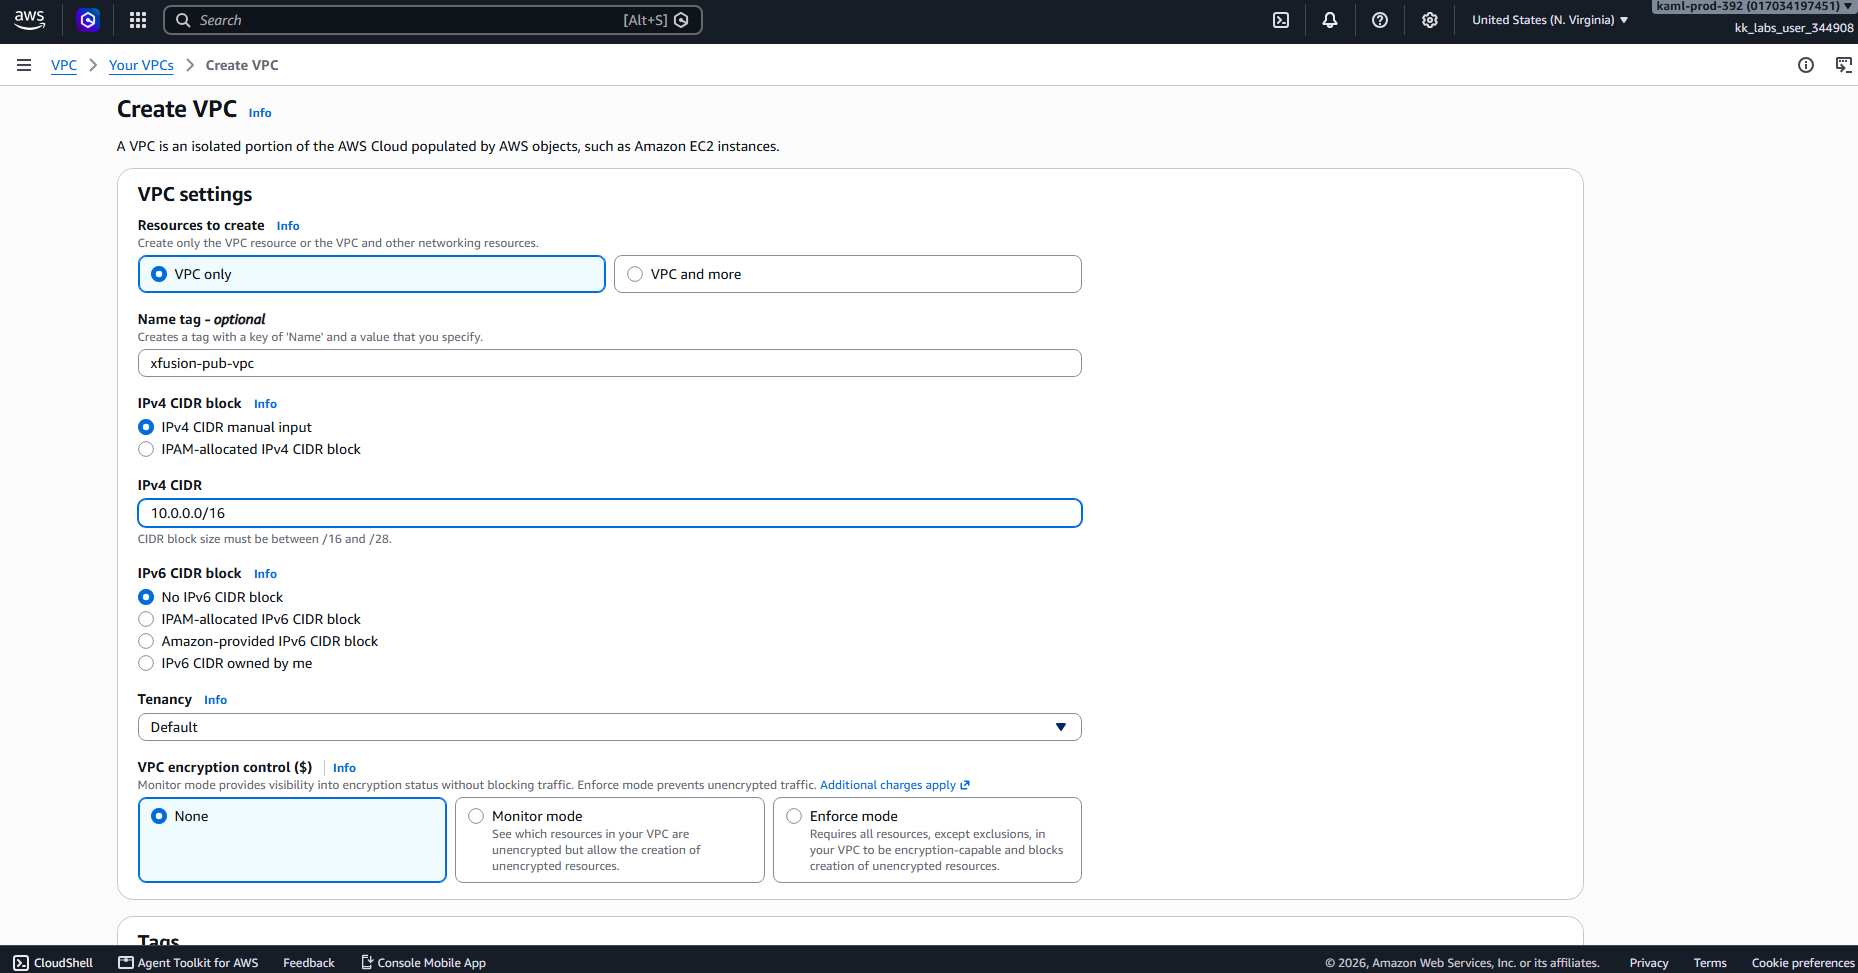 aws Search [Alt+S] United States (N. Virginia) kaml-prod-392 (017034197451)
kk_labs_user_344908
VPC Your VPCs Create VPC
Create VPC Info
A VPC is an isolated portion of the AWS Cloud populated by AWS objects, such as Amazon EC2 instances.
VPC settings
Resources to create Info
Create only the VPC resource or the VPC and other networking resources.
VPC only VPC and more
Name tag - optional
Creates a tag with a key of 'Name' and a value that you specify.
xfusion-pub-vpc
IPv4 CIDR block Info
IPv4 CIDR manual input
IPAM-allocated IPv4 CIDR block
IPv4 CIDR
10.0.0.0/16
CIDR block size must be between /16 and /28.
IPv6 CIDR block Info
No IPv6 CIDR block
IPAM-allocated IPv6 CIDR block
Amazon-provided IPv6 CIDR block
IPv6 CIDR owned by me
Tenancy Info
Default
VPC encryption control ($) Info
Monitor mode provides visibility into encryption status without blocking traffic. Enforce mode prevents unencrypted traffic. Additional charges apply
None
Monitor mode
See which resources in your VPC are
unencrypted but allow the creation of
unencrypted resources.
Enforce mode
Requires all resources, except exclusions, in
your VPC to be encryption-capable and blocks
creation of unencrypted resources.
Tags
CloudShell Agent Toolkit for AWS Feedback Console Mobile App © 2026, Amazon Web Services, Inc. or its affiliates. Privacy Terms Cookie preferences